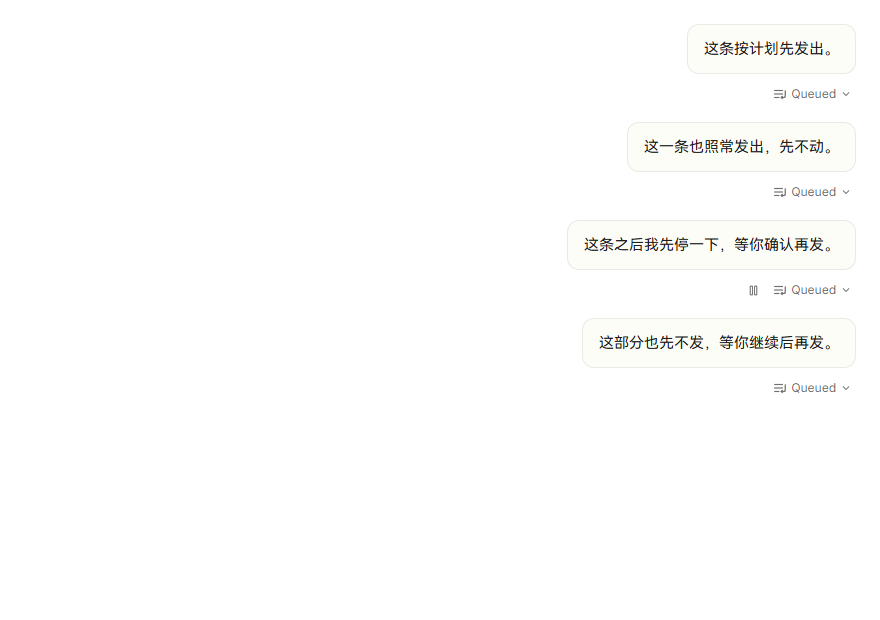 这条按计划先发出。
Queued
这一条也照常发出，先不动。
Queued
这条之后我先停一下，等你确认再发。
Queued
这部分也先不发，等你继续后再发。
Queued